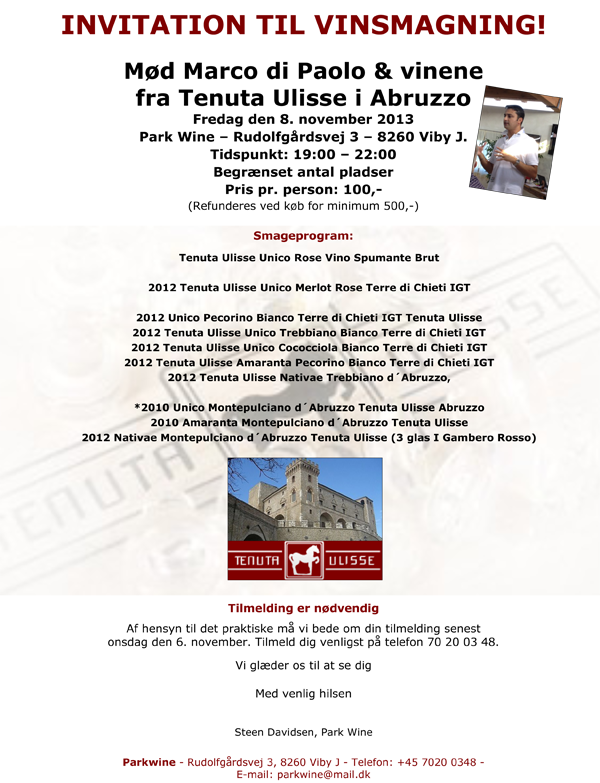 INVITATION TIL VINSMAGNING!
Mød Marco di Paolo & vinene
fra Tenuta Ulisse i Abruzzo
Fredag den 8. november 2013
Park Wine – Rudolfgårdsvej 3 – 8260 Viby J.
Tidspunkt: 19:00 – 22:00
Begrænset antal pladser
Pris pr. person: 100,-
(Refunderes ved køb for minimum 500,-)
Smageprogram:
Tenuta Ulisse Unico Rose Vino Spumante Brut
2012 Tenuta Ulisse Unico Merlot Rose Terre di Chieti IGT
2012 Unico Pecorino Bianco Terre di Chieti IGT Tenuta Ulisse
2012 Tenuta Ulisse Unico Trebbiano Bianco Terre di Chieti IGT
2012 Tenuta Ulisse Unico Cococciola Bianco Terre di Chieti IGT
2012 Tenuta Ulisse Amaranta Pecorino Bianco Terre di Chieti IGT
2012 Tenuta Ulisse Nativae Trebbiano d´Abruzzo,
*2010 Unico Montepulciano d´Abruzzo Tenuta Ulisse Abruzzo
2010 Amaranta Montepulciano d´Abruzzo Tenuta Ulisse
2012 Nativae Montepulciano d´Abruzzo Tenuta Ulisse (3 glas I Gambero Rosso)
TENUTA ULISSE
TENUTA ULISSE
Tilmelding er nødvendig
Af hensyn til det praktiske må vi bede om din tilmelding senest
onsdag den 6. november. Tilmeld dig venligst på telefon 70 20 03 48.
Vi glæder os til at se dig
Med venlig hilsen
Steen Davidsen, Park Wine
Parkwine - Rudolfgårdsvej 3, 8260 Viby J - Telefon: +45 7020 0348 -
E-mail: parkwine@mail.dk